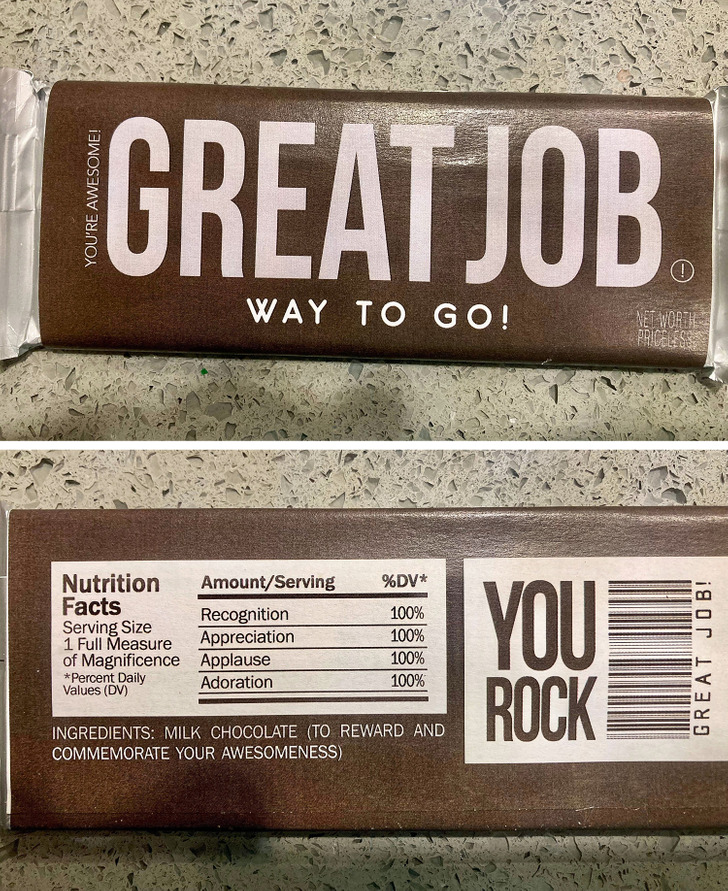 YOU'RE AWESOME!
GREAT JOB
!
WAY TO GO!
NET WORTH
PRICELESS
Nutrition
Facts
Serving Size
1 Full Measure
of Magnificence
*Percent Daily
Values (DV)
Amount/Serving %DV*
Recognition 100%
Appreciation 100%
Applause 100%
Adoration 100%
INGREDIENTS: MILK CHOCOLATE (TO REWARD AND
COMMEMORATE YOUR AWESOMENESS)
YOU
ROCK
GREAT JOB!